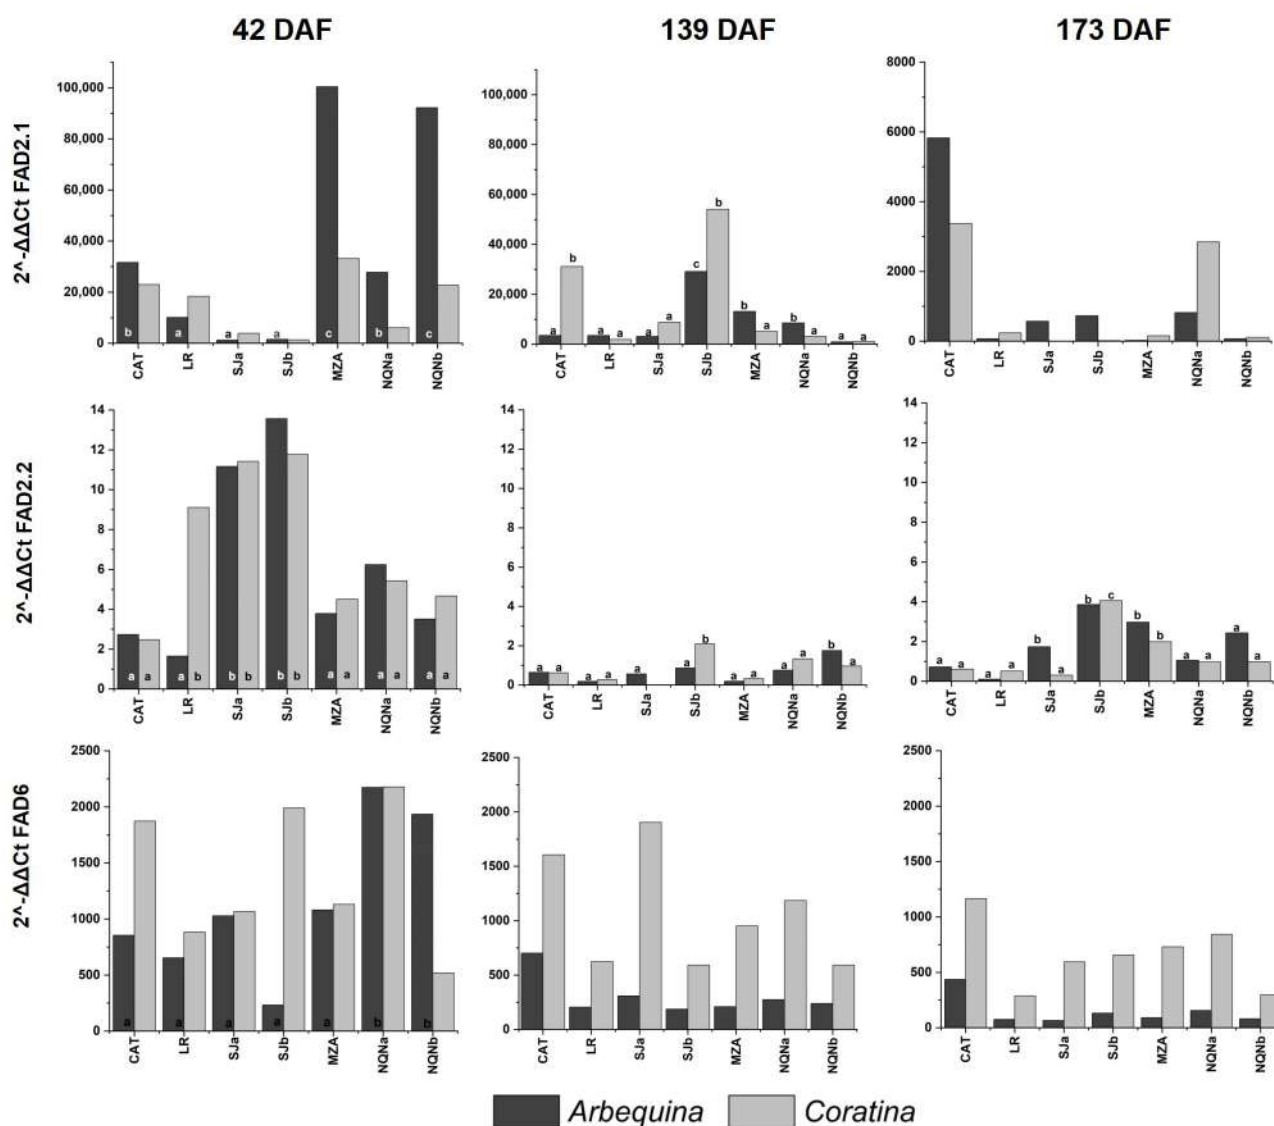 42 DAF 139 DAF 173 DAF
2^-ΔΔCt FAD2.1
100,000
80,000
60,000
40,000
20,000
0
b a a a c b c
CAT LR SJa SJb MZA NQNa NQNb
100,000
80,000
60,000
40,000
20,000
0
a b a a a a c b b a b a a a
CAT LR SJa SJb MZA NQNa NQNb
8000
6000
4000
2000
0
CAT LR SJa SJb MZA NQNa NQNb
2^-ΔΔCt FAD2.2
14
12
10
8
6
4
2
0
a a a b b b b b a a a a a a
CAT LR SJa SJb MZA NQNa NQNb
14
12
10
8
6
4
2
0
a a a a a a b a a a a b a
CAT LR SJa SJb MZA NQNa NQNb
14
12
10
8
6
4
2
0
a a a a b a b c b b a a a a
CAT LR SJa SJb MZA NQNa NQNb
2^-ΔΔCt FAD6
2500
2000
1500
1000
500
0
a a a a a b b
CAT LR SJa SJb MZA NQNa NQNb
2500
2000
1500
1000
500
0
CAT LR SJa SJb MZA NQNa NQNb
2500
2000
1500
1000
500
0
CAT LR SJa SJb MZA NQNa NQNb
Arbequina Coratina